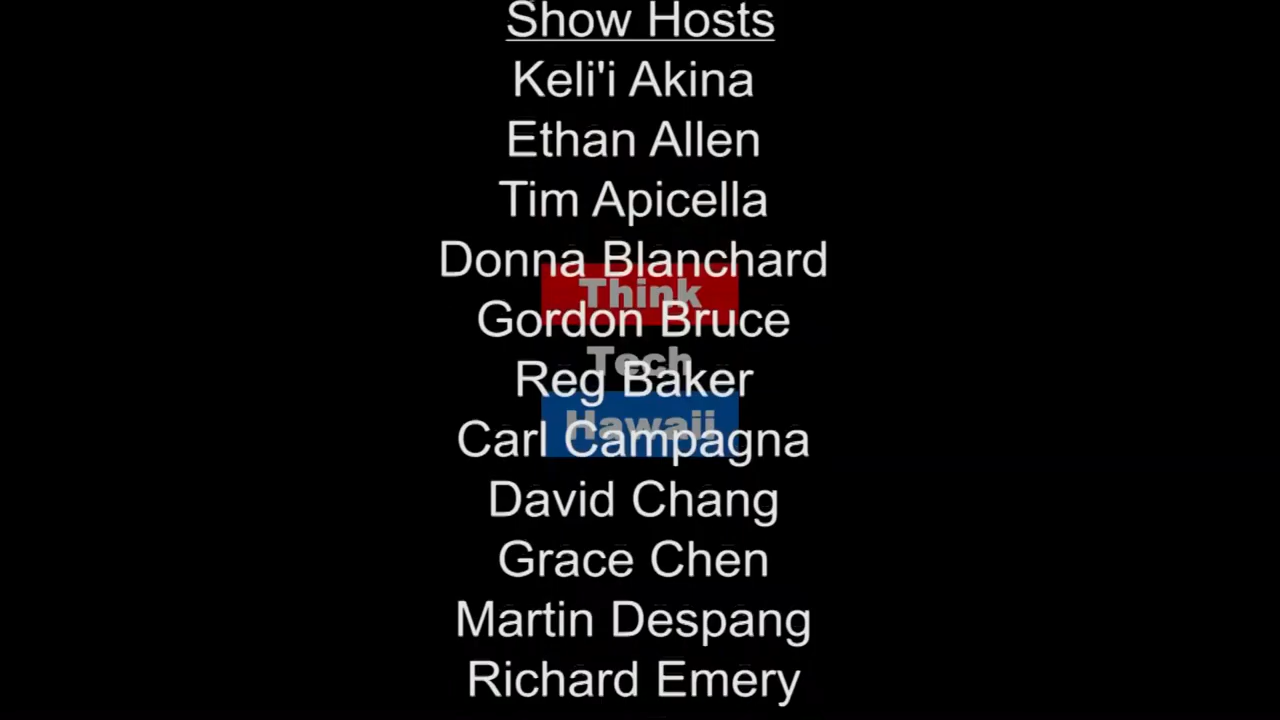 Show Hosts
Keli'i Akina
Ethan Allen
Tim Apicella
Donna Blanchard
Think
Gordon Bruce
Tech
Reg Baker
Hawaii
Carl Campagna
David Chang
Grace Chen
Martin Despang
Richard Emery